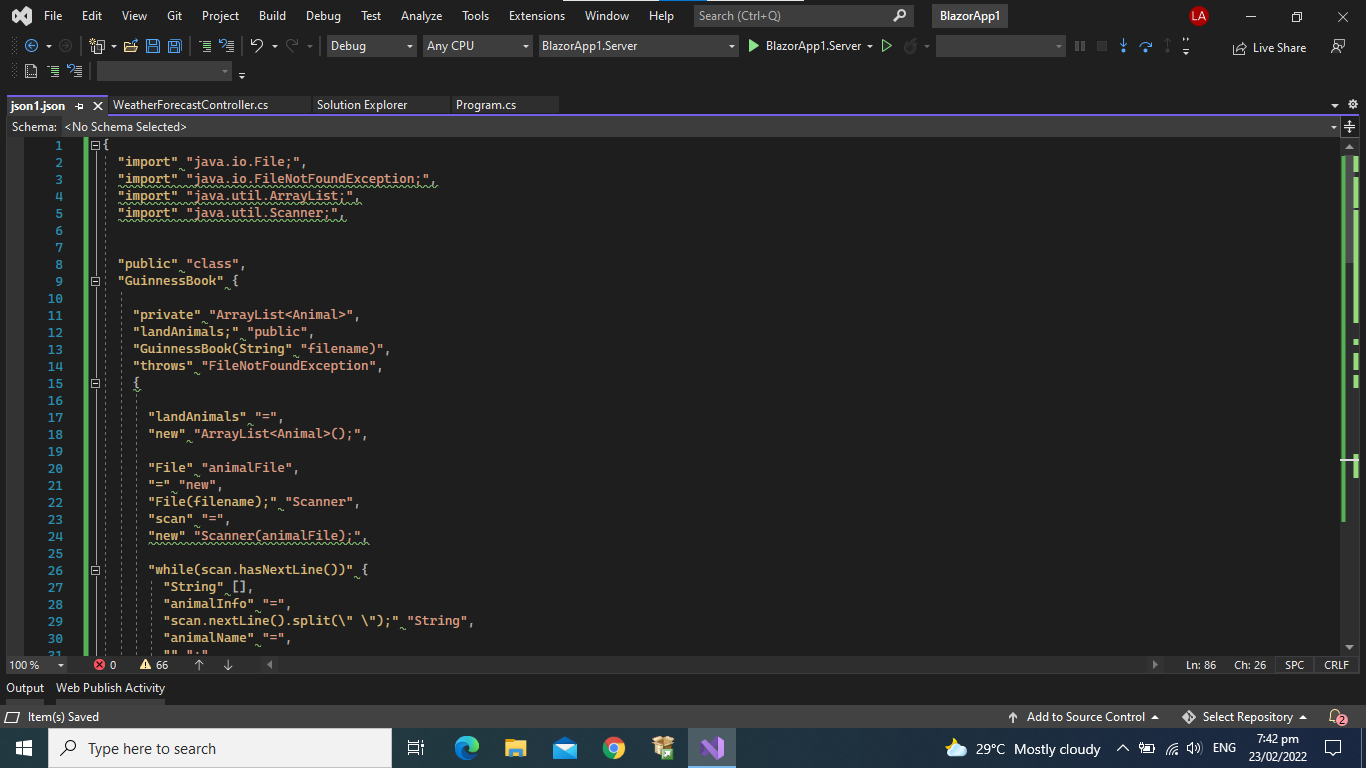 File Edit View Git Project Build Debug Test Analyze Tools Extensions Window Help Search (Ctrl+Q) BlazorApp1 LA
Debug Any CPU BlazorApp1.Server BlazorApp1.Server Live Share
json1.json WeatherForecastController.cs Solution Explorer Program.cs
Schema: <No Schema Selected>
1 {
2 "import" "java.io.File;",
3 "import" "java.io.FileNotFoundException;",
4 "import" "java.util.ArrayList;",
5 "import" "java.util.Scanner;",
6
7
8 "public" "class",
9 "GuinnessBook" {
10
11 "private" "ArrayList<Animal>",
12 "landAnimals;" "public",
13 "GuinnessBook(String" "filename)",
14 "throws" "FileNotFoundException",
15 {
16
17 "landAnimals" "=",
18 "new" "ArrayList<Animal>();",
19
20 "File" "animalFile",
21 "=" "new",
22 "File(filename);" "Scanner",
23 "scan" "=",
24 "new" "Scanner(animalFile);",
25
26 "while(scan.hasNextLine())" {
27 "String" [],
28 "animalInfo" "=",
29 "scan.nextLine().split(\" \");" "String",
30 "animalName" "=",
31
100 % 0 66 Ln: 86 Ch: 26 SPC CRLF
Output Web Publish Activity
Item(s) Saved Add to Source Control Select Repository 2
Type here to search 29°C Mostly cloudy ENG 7:42 pm
23/02/2022